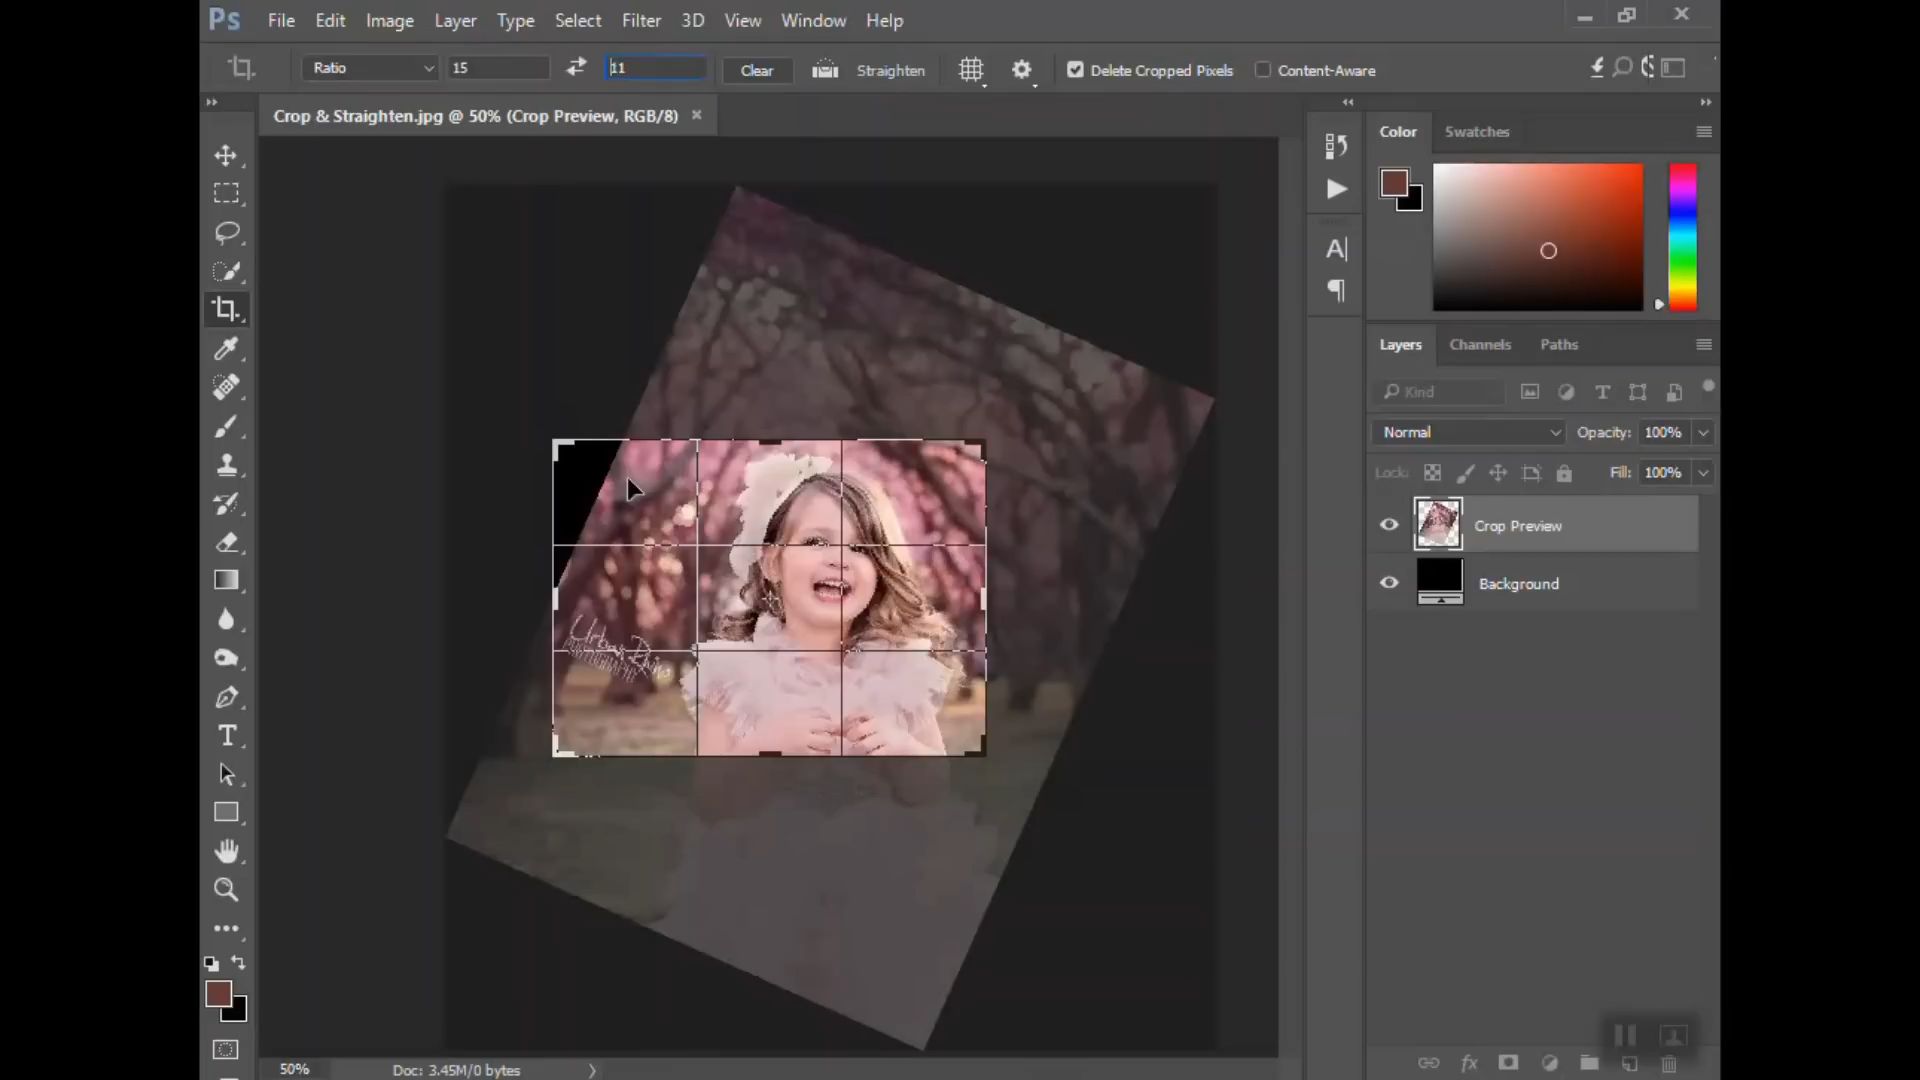 Ps File Edit Image Layer Type Select Filter 3D View Window Help
Ratio 15 11 Clear Straighten Delete Cropped Pixels Content-Aware
Crop & Straighten.jpg @ 50% (Crop Preview, RGB/8) ×
Color Swatches
Layers Channels Paths
Kind
Normal Opacity: 100%
Lock: Fill: 100%
Crop Preview
Background
50% Doc: 3.45M/0 bytes